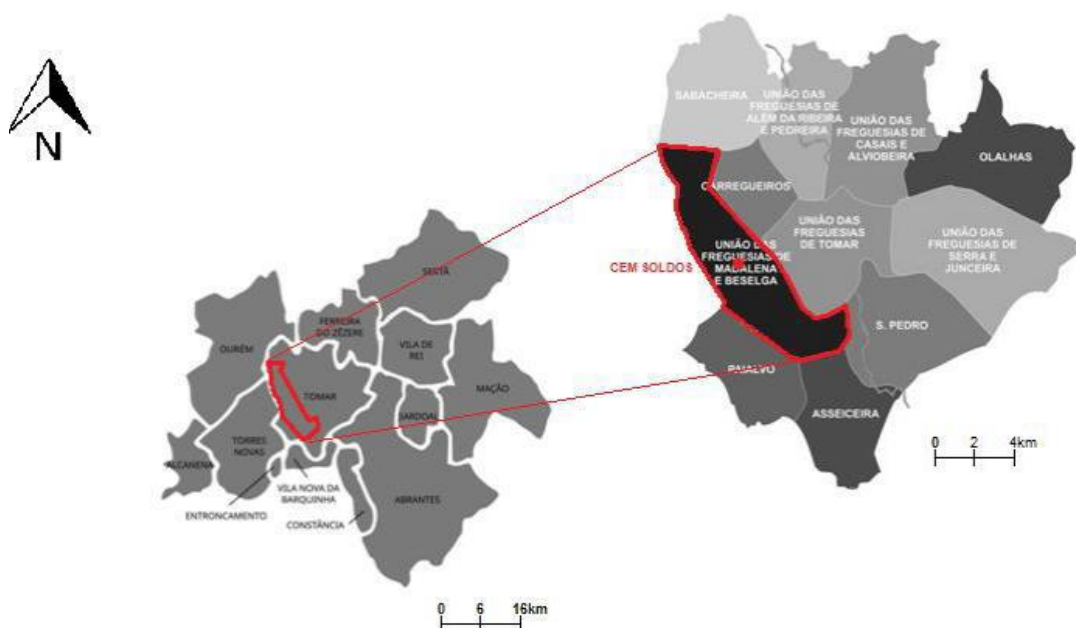 N
SABACHEIRA
UNIÃO DAS
FREGUESIAS DE
ALÉM DA RIBEIRA
E PEDREIRA
UNIÃO DAS
FREGUESIAS DE
CASAIS E
ALVIOBEIRA
OLALHAS
CARREGUEIROS
UNIÃO DAS
FREGUESIAS
DE TOMAR
UNIÃO DAS
FREGUESIAS DE
SERRA E
JUNCEIRA
CEM SOLDOS
UNIÃO DAS
FREGUESIAS DE
MADALENA
E BESELGA
S. PEDRO
PAIALVO
ASSEICEIRA
0 2 4km
SERTÃ
FERREIRA
DO ZÊZERE
OURÉM
VILA DE
REI
TOMAR
MAÇÃO
SARDOAL
TORRES
NOVAS
ALCANENA
VILA NOVA DA
BARQUINHA
ENTRONCAMENTO
CONSTÂNCIA
ABRANTES
0 6 16km